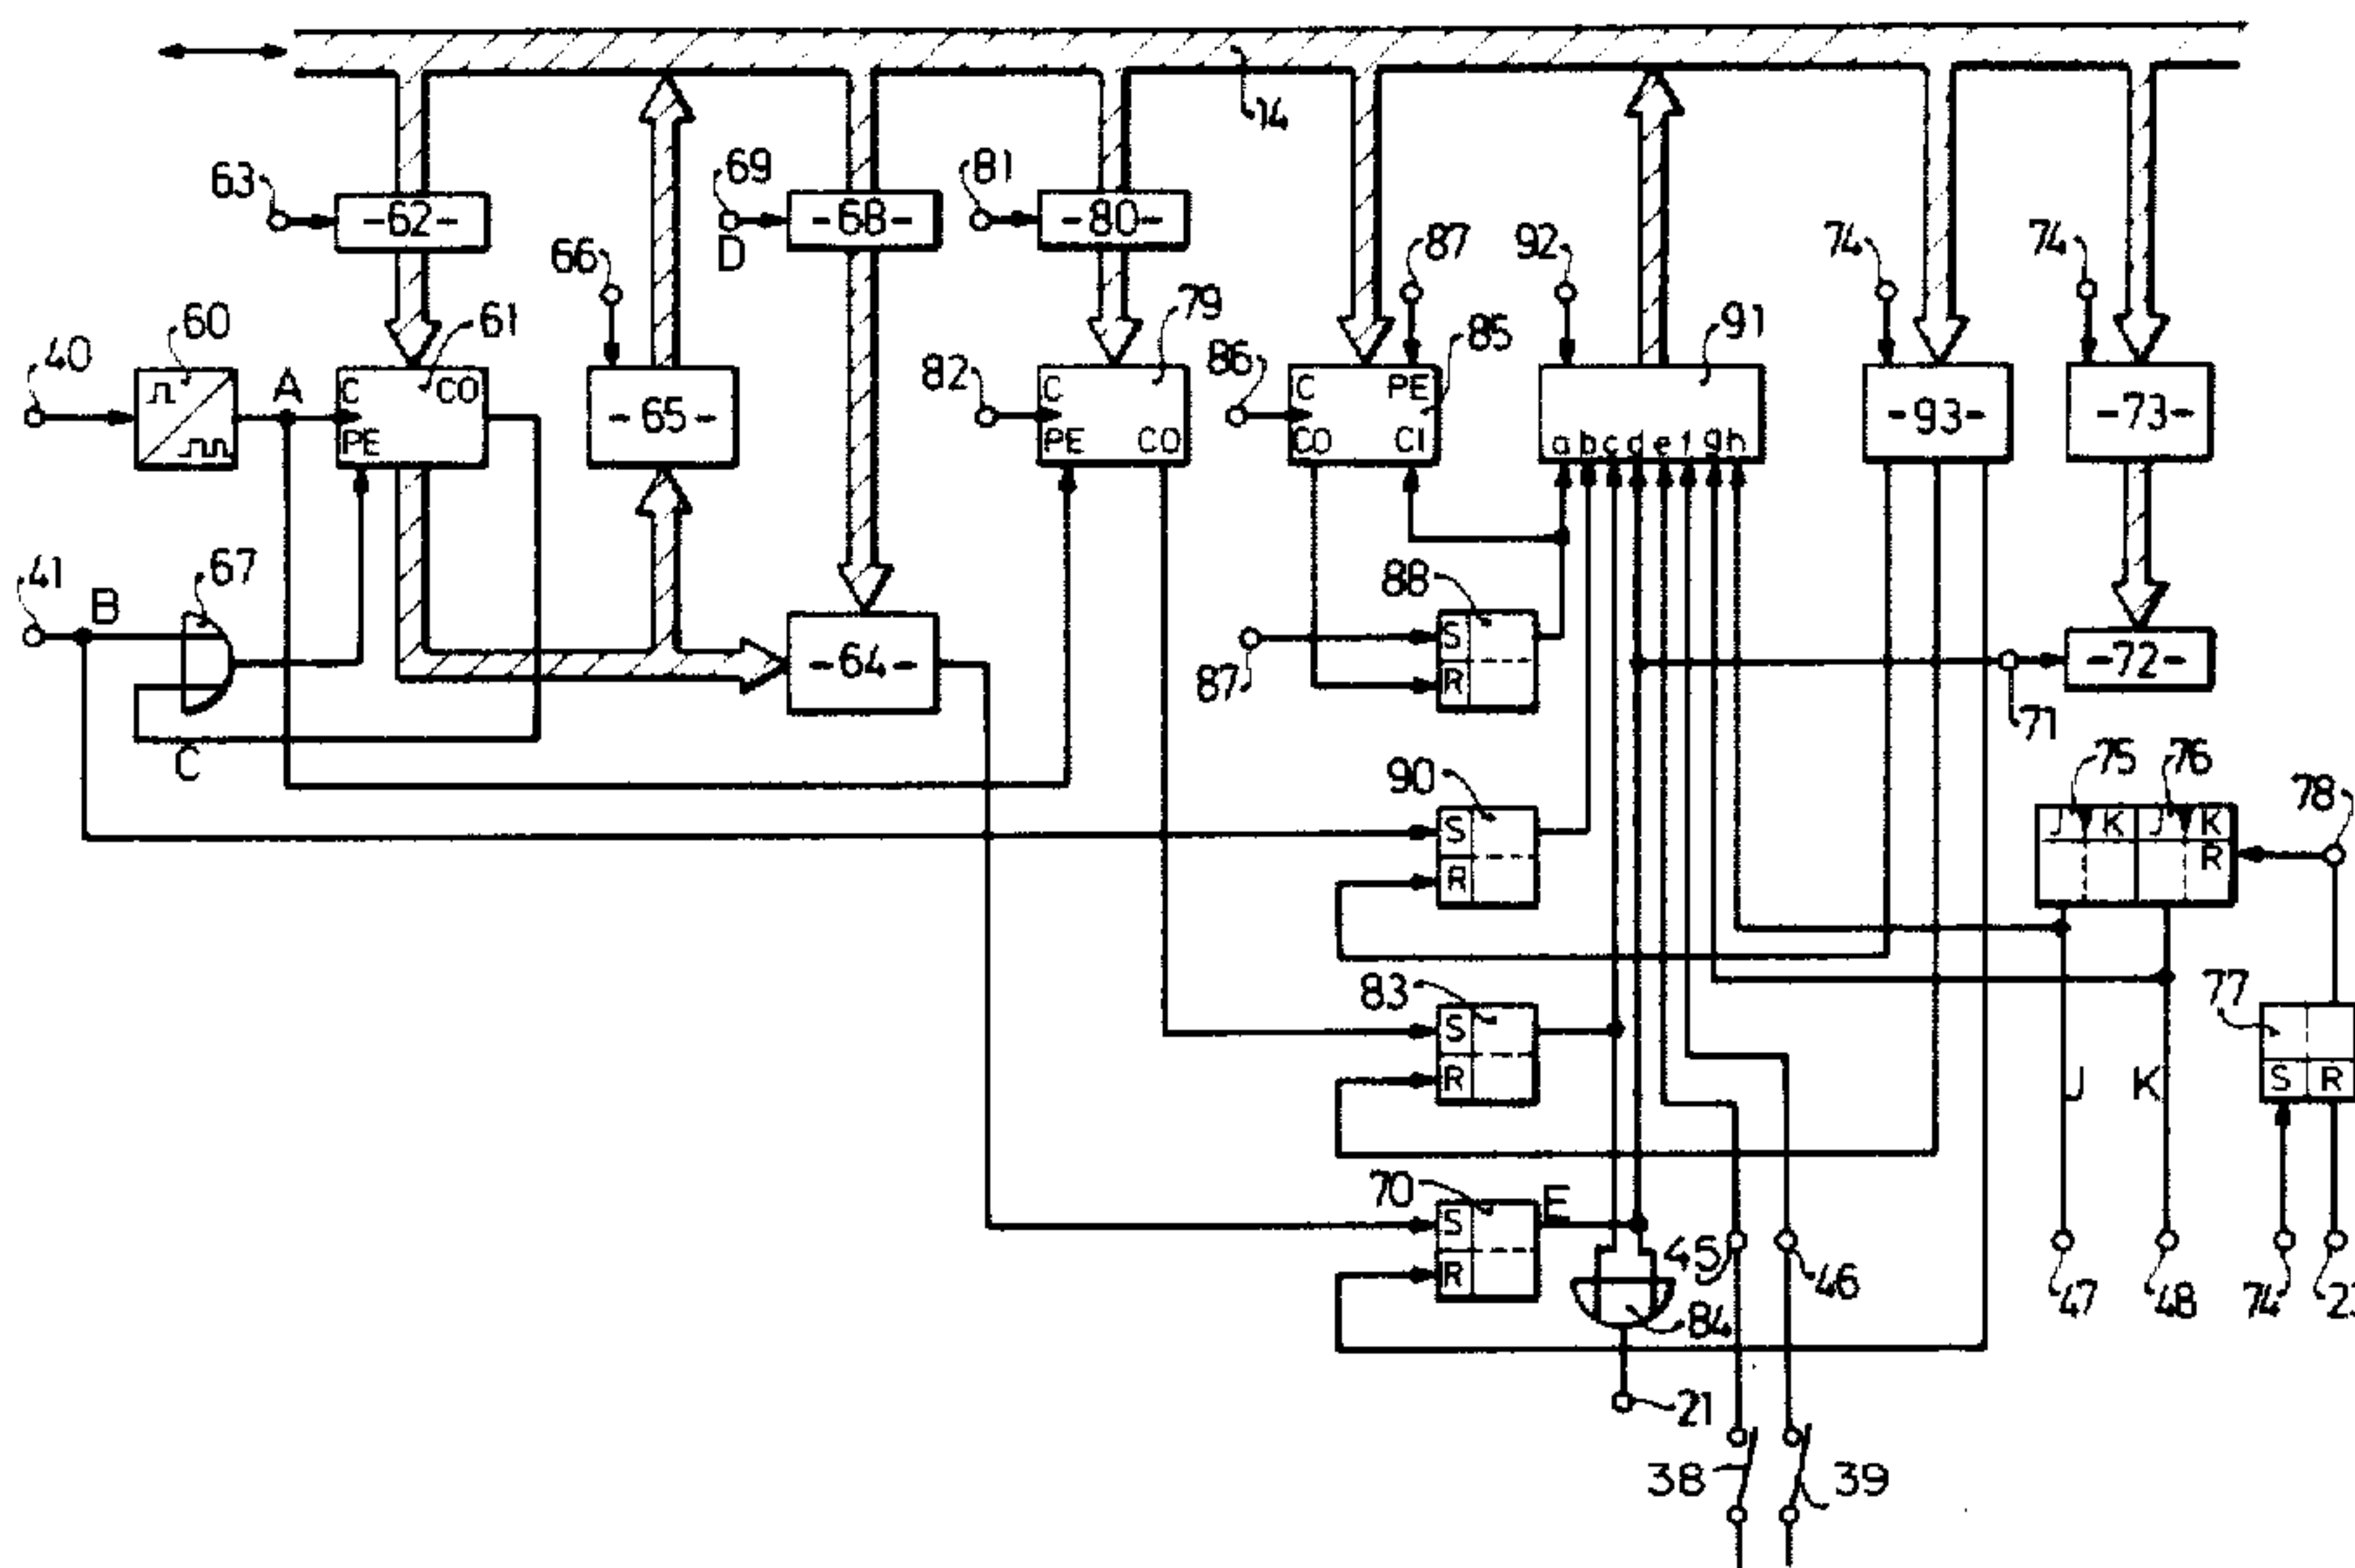 14
63 -62- 69 D -68- 81 -80-
66 87 92 74 74
40 60 A C CO 61 PE
-65-
82 C 79 PE CO
86 C PE 85 CO CI
91 a b c d e f g h
-93- -73-
41 B 67 C
-64-
88 S R 87
-72- 71
90 S R
75 76 J K J K R 78
83 S R
77 S R
J K
70 S R E
45 46 47 48 74
84
21
38 39